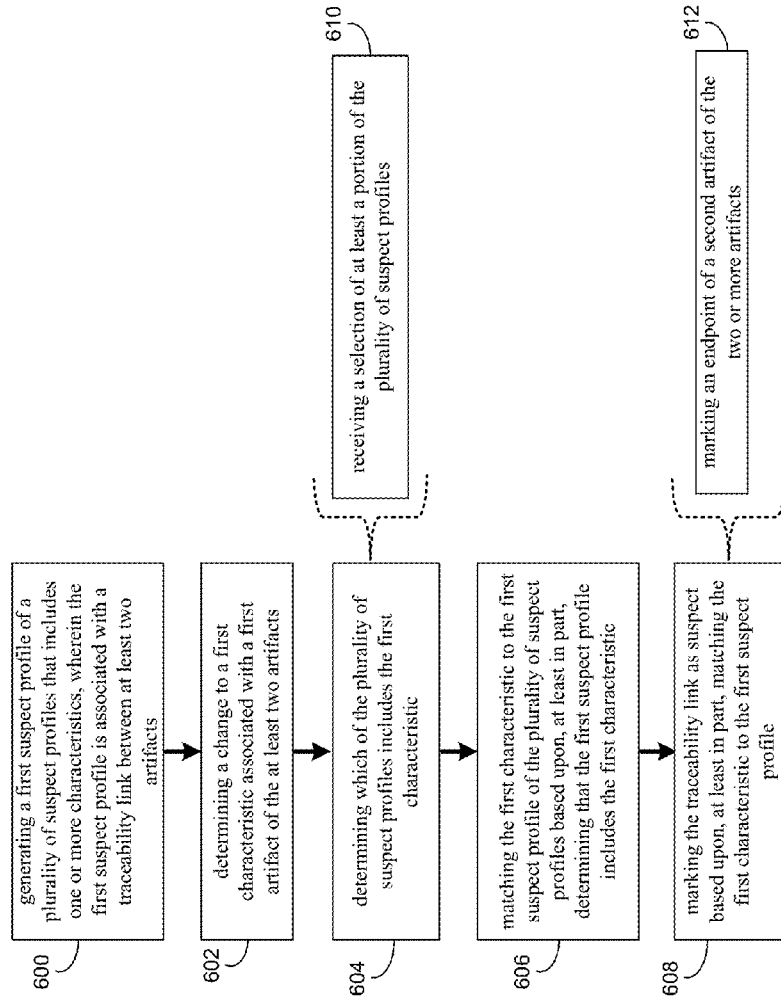 generating a first suspect profile of a
plurality of suspect profiles that includes
one or more characteristics, wherein the
first suspect profile is associated with a
traceability link between at least two
artifacts
600
determining a change to a first
characteristic associated with a first
artifact of the at least two artifacts
602
determining which of the plurality of
suspect profiles includes the first
characteristic
604
receiving a selection of at least a portion of the
plurality of suspect profiles
610
matching the first characteristic to the first
suspect profile of the plurality of suspect
profiles based upon, at least in part,
determining that the first suspect profile
includes the first characteristic
606
marking the traceability link as suspect
based upon, at least in part, matching the
first characteristic to the first suspect
profile
608
marking an endpoint of a second artifact of the
two or more artifacts
612